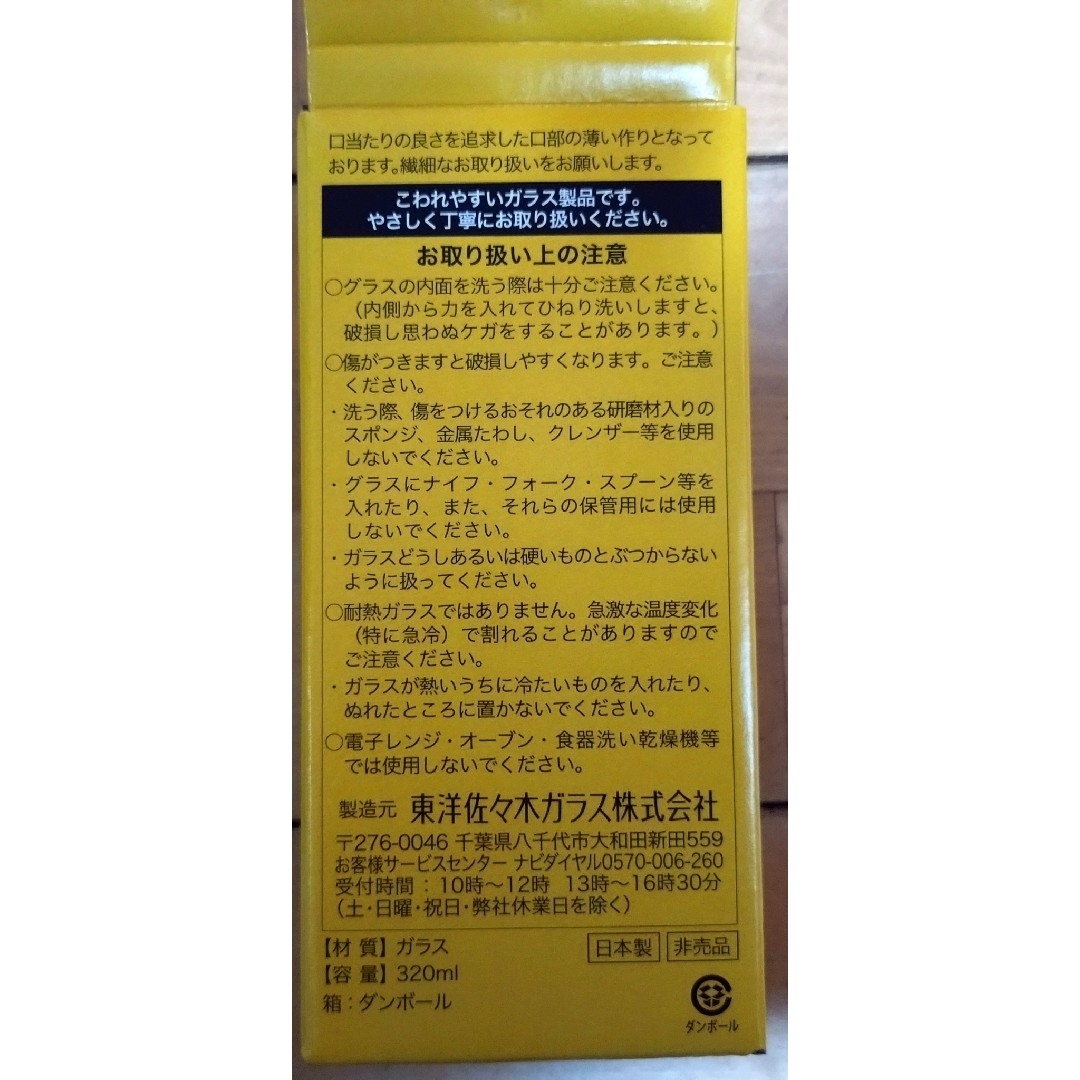 口当たりの良さを追求した口部の薄い作りとなって
おります。繊細なお取り扱いをお願いします。
こわれやすいガラス製品です。
やさしく丁寧にお取り扱いください。
お取り扱い上の注意
○グラスの内面を洗う際は十分ご注意ください。
（内側から力を入れてひねり洗いしますと、
破損し思わぬケガをすることがあります。）
○傷がつきますと破損しやすくなります。ご注意
ください。
・洗う際、傷をつけるおそれのある研磨材入りの
スポンジ、金属たわし、クレンザー等を使用
しないでください。
・グラスにナイフ・フォーク・スプーン等を
入れたり、また、それらの保管用には使用
しないでください。
・ガラスどうしあるいは硬いものとぶつからない
ように扱ってください。
○耐熱ガラスではありません。急激な温度変化
（特に急冷）で割れることがありますので
ご注意ください。
・ガラスが熱いうちに冷たいものを入れたり、
ぬれたところに置かないでください。
○電子レンジ・オーブン・食器洗い乾燥機等
では使用しないでください。
製造元 東洋佐々木ガラス株式会社
〒276-0046 千葉県八千代市大和田新田559
お客様サービスセンター ナビダイヤル0570-006-260
受付時間：10時〜12時 13時〜16時30分
（土・日曜・祝日・弊社休業日を除く）
【材 質】ガラス 日本製 非売品
【容 量】320ml
箱：ダンボール
ダンボール